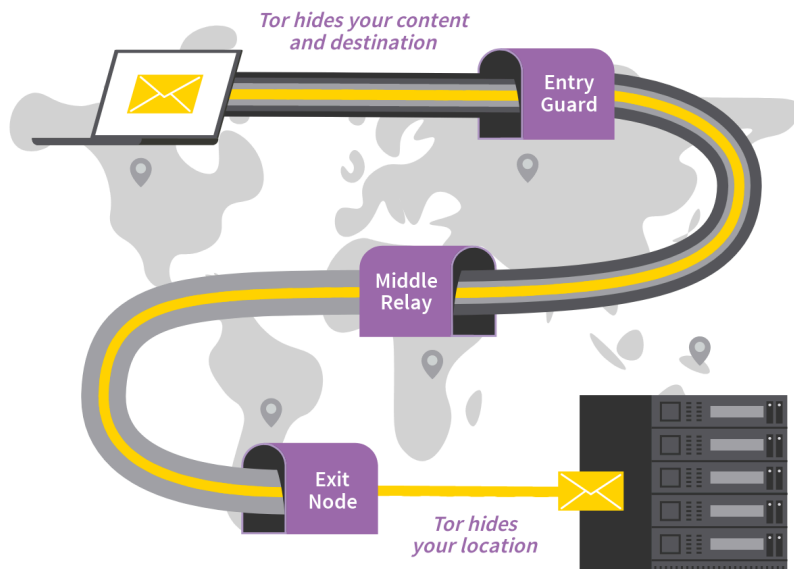 Tor hides your content
and destination
Entry
Guard
Middle
Relay
Exit
Node
Tor hides
your location